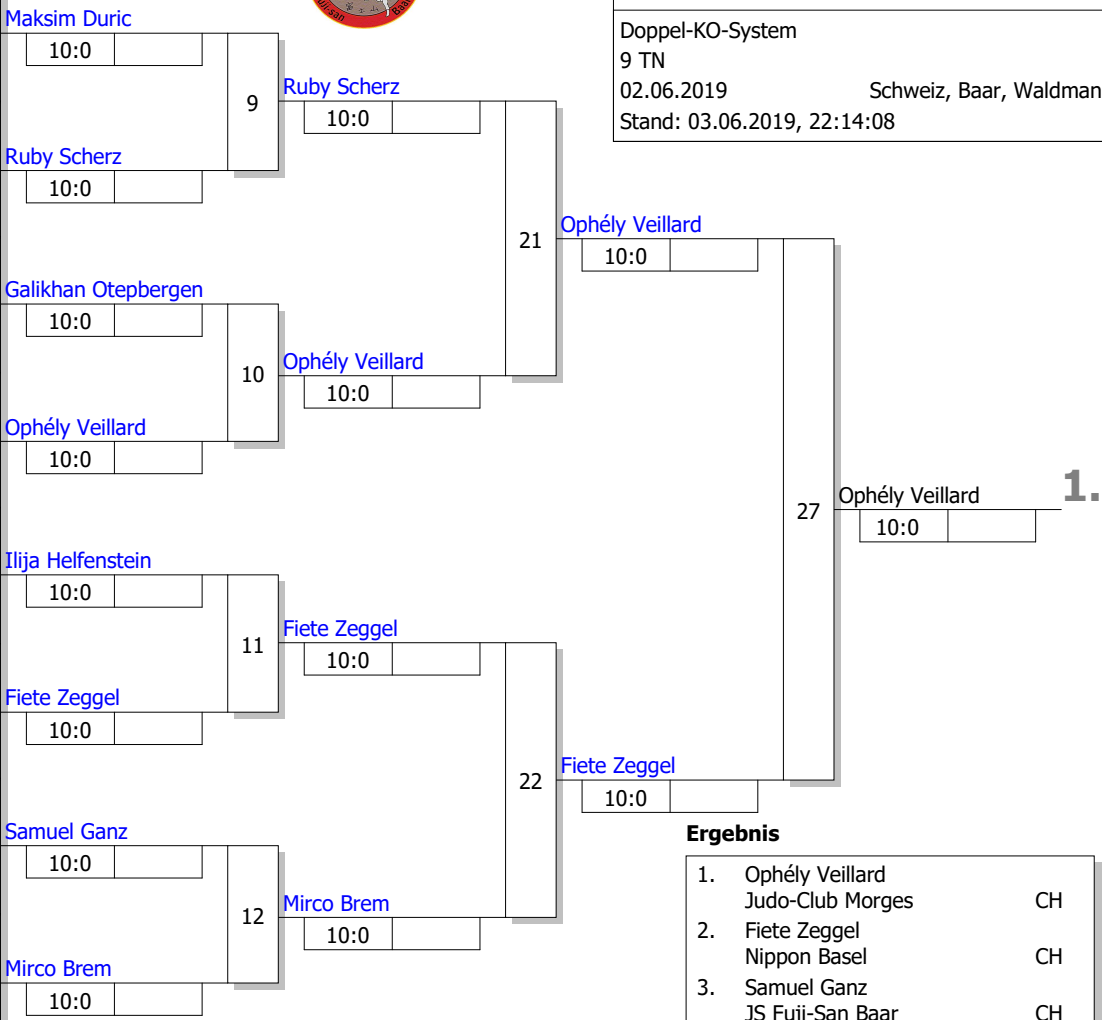 Maksim Duric
10:0
9
Ruby Scherz
10:0
Ruby Scherz
10:0
Doppel-KO-System
9 TN
02.06.2019 Schweiz, Baar, Waldman
Stand: 03.06.2019, 22:14:08
21
Ophély Veillard
10:0
Galikhan Otepbergen
10:0
10
Ophély Veillard
10:0
Ophély Veillard
10:0
27
Ophély Veillard
10:0
1.
Ilija Helfenstein
10:0
11
Fiete Zeggel
10:0
Fiete Zeggel
10:0
22
Fiete Zeggel
10:0
Samuel Ganz
10:0
12
Mirco Brem
10:0
Mirco Brem
10:0
Ergebnis
1. Ophély Veillard
Judo-Club Morges CH
2. Fiete Zeggel
Nippon Basel CH
3. Samuel Ganz
JS Fuji-San Baar CH